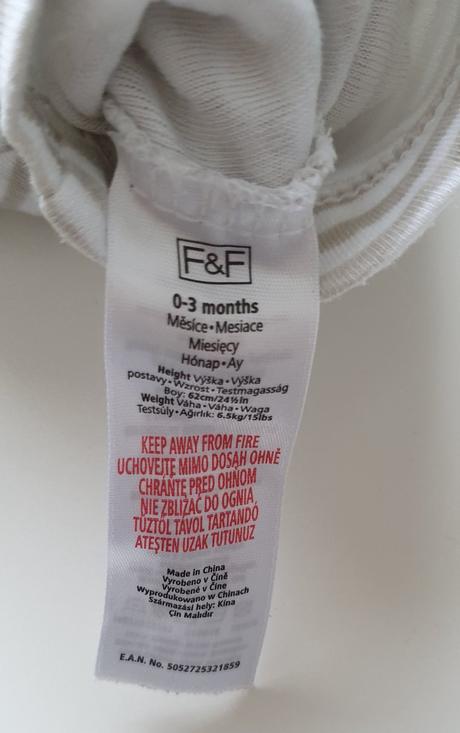 F&F
0-3 months
Měsíce • Mesiace
Miesięcy
Hónap • Ay
Height Výška • Výška
postavy • Wzrost • Testmagasság
Boy: 62cm/24½in
Weight Váha • Váha • Waga
Testsúly • Ağırlık: 6.5kg/15lbs
KEEP AWAY FROM FIRE
UCHOVEJTE MIMO DOSAH OHNĚ
CHRÁŇTE PRED OHŇOM
NIE ZBLIŻAĆ DO OGNIA
TŰZTŐL TÁVOL TARTANDÓ
ATEŞTEN UZAK TUTUNUZ
Made in China
Vyrobeno v Číně
Vyrobené v Číne
Wyprodukowano w Chinach
Származási hely: Kína
Çin Malıdır
E.A.N. No. 5052725321859